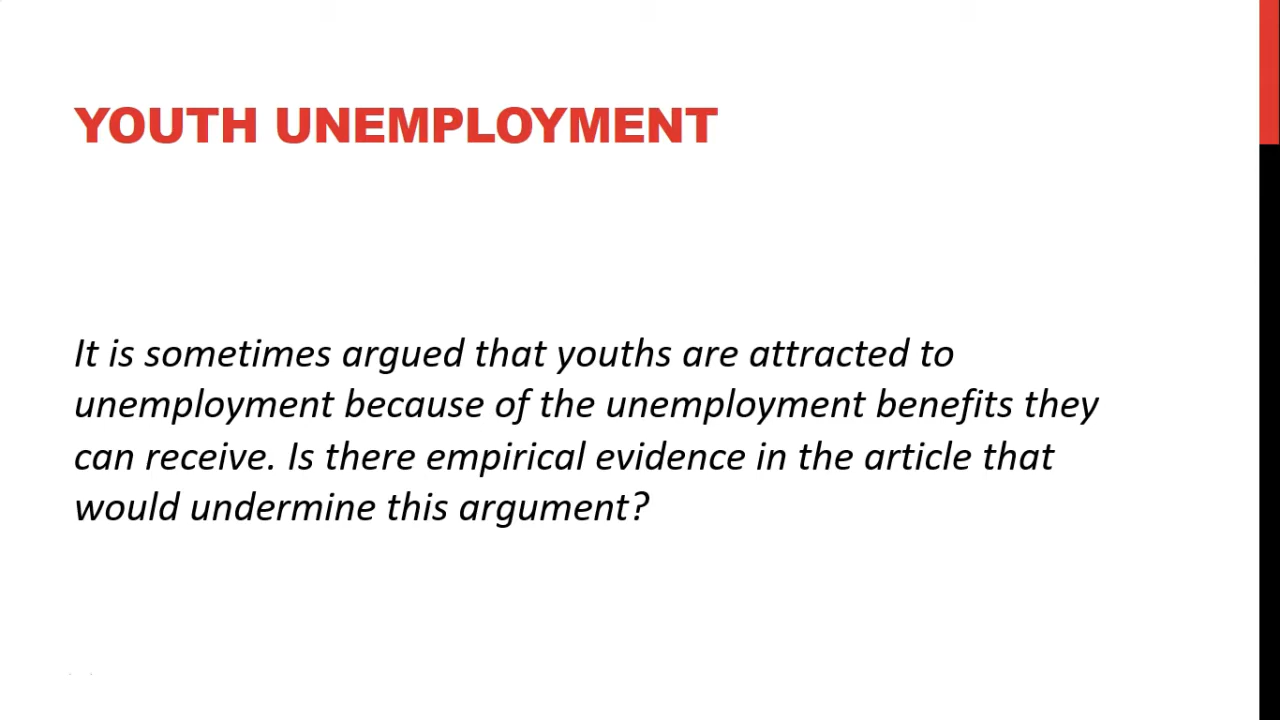 YOUTH UNEMPLOYMENT
It is sometimes argued that youths are attracted to
unemployment because of the unemployment benefits they
can receive. Is there empirical evidence in the article that
would undermine this argument?